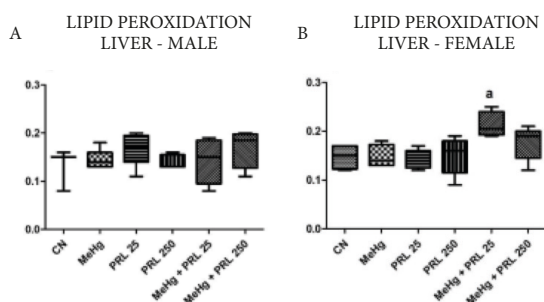 A
LIPID PEROXIDATION
LIVER - MALE
0.3
0.2
0.1
0.0
CN
MeHg
PRL 25
PRL 250
MeHg + PRL 25
MeHg + PRL 250
B
LIPID PEROXIDATION
LIVER - FEMALE
a
0.3
0.2
0.1
0.0
CN
MeHg
PRL 25
PRL 250
MeHg + PRL 25
MeHg + PRL 250